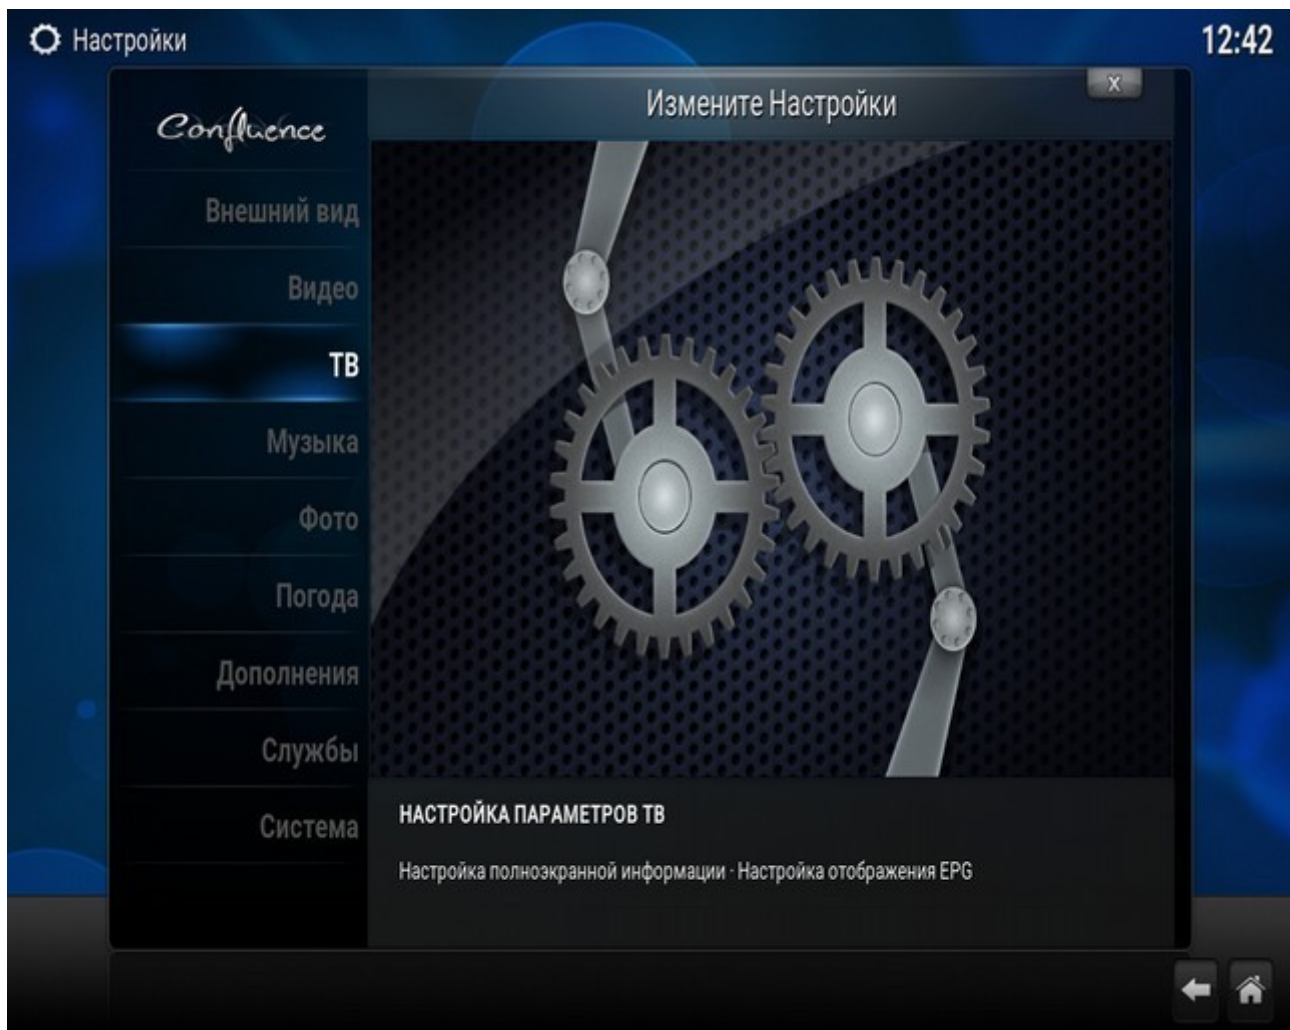 Настройки
12:42
Confluence
Измените Настройки
X
Внешний вид
Видео
ТВ
Музыка
Фото
Погода
Дополнения
Службы
Система
НАСТРОЙКА ПАРАМЕТРОВ ТВ
Настройка полноэкранной информации - Настройка отображения EPG